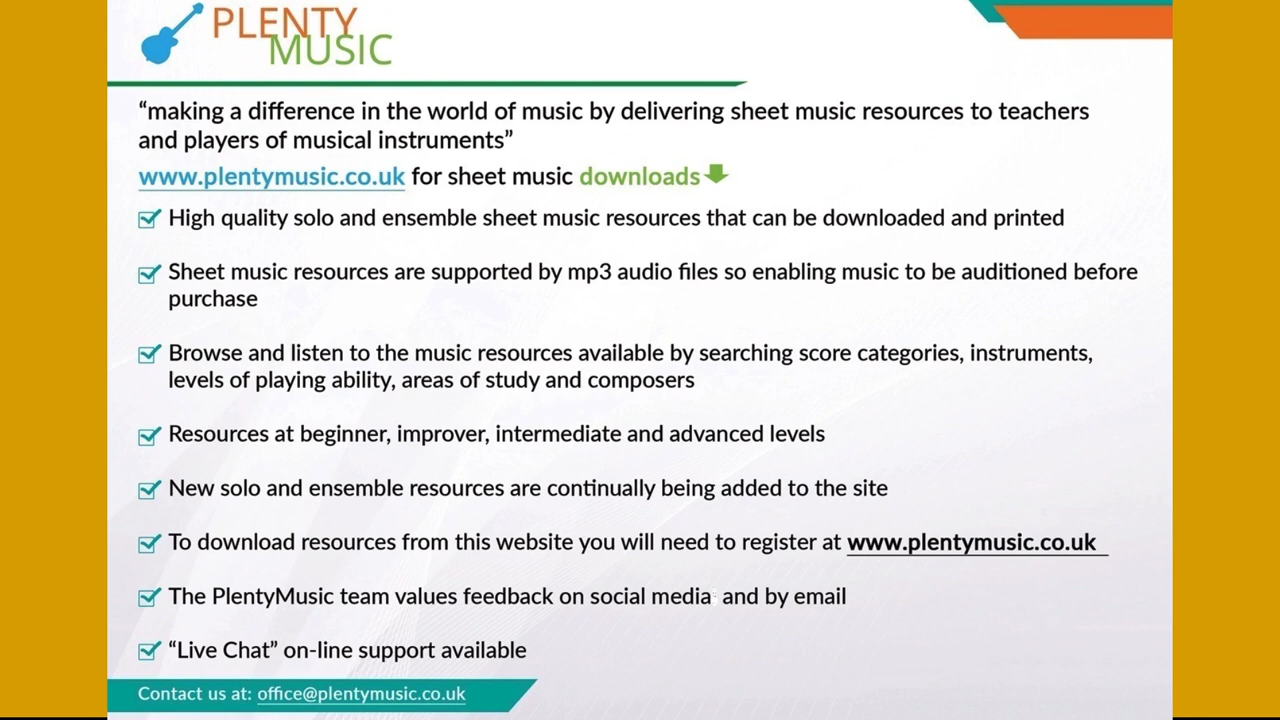 PLENTY
MUSIC
“making a difference in the world of music by delivering sheet music resources to teachers
and players of musical instruments”
www.plentymusic.co.uk for sheet music downloads
High quality solo and ensemble sheet music resources that can be downloaded and printed
Sheet music resources are supported by mp3 audio files so enabling music to be auditioned before
purchase
Browse and listen to the music resources available by searching score categories, instruments,
levels of playing ability, areas of study and composers
Resources at beginner, improver, intermediate and advanced levels
New solo and ensemble resources are continually being added to the site
To download resources from this website you will need to register at www.plentymusic.co.uk
The PlentyMusic team values feedback on social media and by email
“Live Chat” on-line support available
Contact us at: office@plentymusic.co.uk